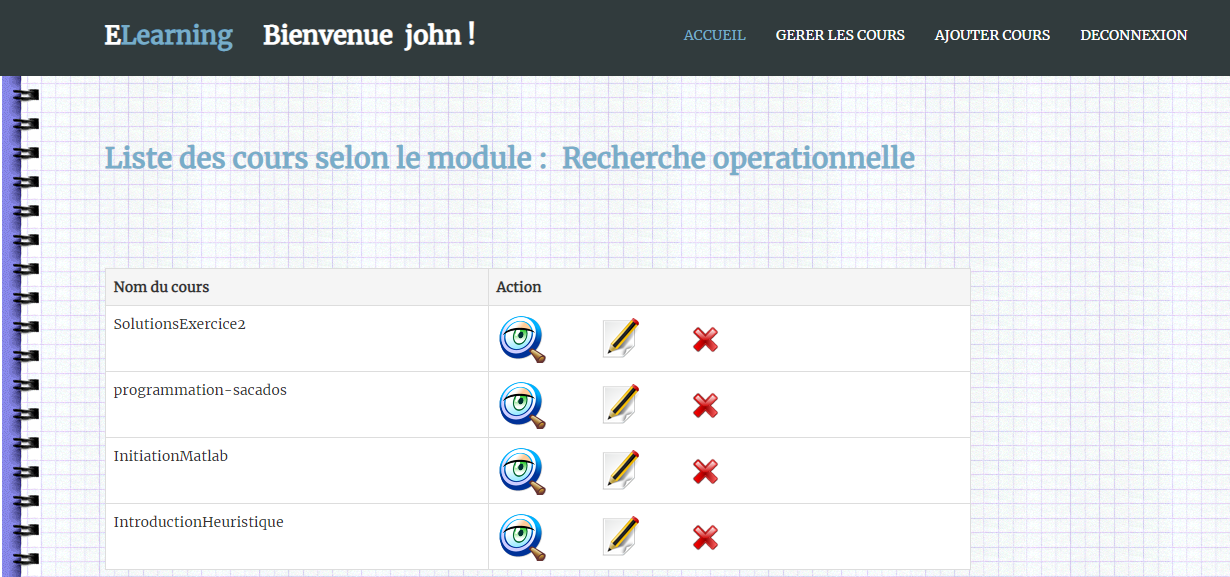 ELearning Bienvenue john ! ACCUEIL GERER LES COURS AJOUTER COURS DECONNEXION
Liste des cours selon le module : Recherche operationnelle
Nom du cours Action
SolutionsExercice2
programmation-sacados
InitiationMatlab
IntroductionHeuristique